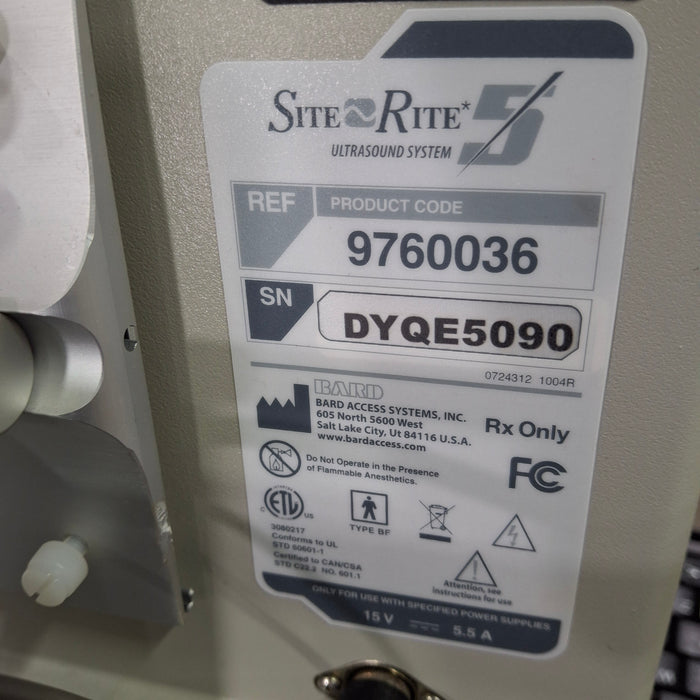 SITE RITE* 5
ULTRASOUND SYSTEM
REF
PRODUCT CODE
9760036
SN
DYQE5090
0724312 1004R
BARD
BARD ACCESS SYSTEMS, INC.
605 North 5600 West
Salt Lake City, Ut 84116 U.S.A.
www.bardaccess.com
Rx Only
Do Not Operate in the Presence
of Flammable Anesthetics.
FC
INTERTEK
C ETL US
3080217
Conforms to UL
STD 60601-1
Certified to CAN/CSA
STD C22.2 NO. 601.1
TYPE BF
Attention, see
instructions for use
ONLY FOR USE WITH SPECIFIED POWER SUPPLIES
15 V 5.5 A